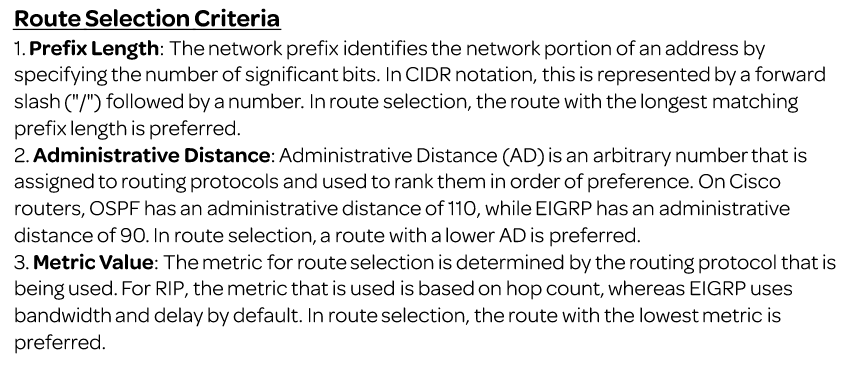 Route Selection Criteria
1. Prefix Length: The network prefix identifies the network portion of an address by
specifying the number of significant bits. In CIDR notation, this is represented by a forward
slash ("/") followed by a number. In route selection, the route with the longest matching
prefix length is preferred.
2. Administrative Distance: Administrative Distance (AD) is an arbitrary number that is
assigned to routing protocols and used to rank them in order of preference. On Cisco
routers, OSPF has an administrative distance of 110, while EIGRP has an administrative
distance of 90. In route selection, a route with a lower AD is preferred.
3. Metric Value: The metric for route selection is determined by the routing protocol that is
being used. For RIP, the metric that is used is based on hop count, whereas EIGRP uses
bandwidth and delay by default. In route selection, the route with the lowest metric is
preferred.